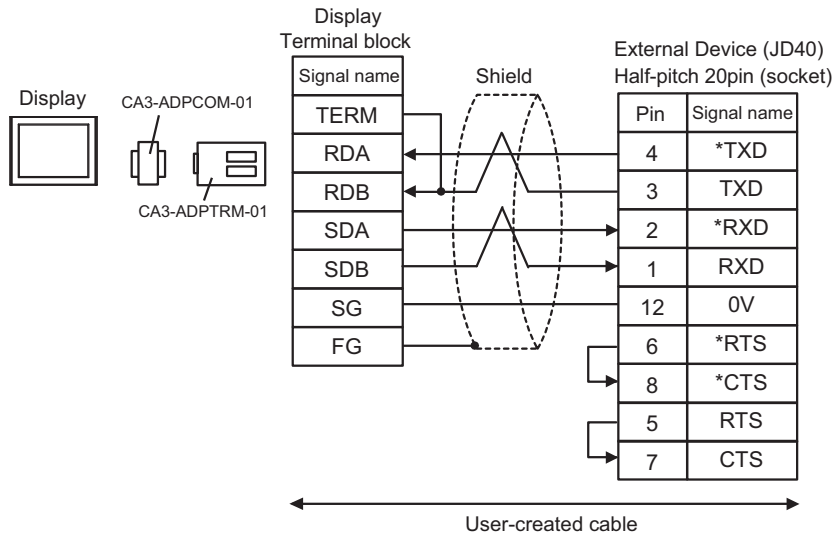 Display
Terminal block
External Device (JD40)
Half-pitch 20pin (socket)
Display
CA3-ADPCOM-01
CA3-ADPTRM-01
Signal name
Shield
Pin
Signal name
TERM
RDA
4
*TXD
RDB
3
TXD
SDA
2
*RXD
SDB
1
RXD
SG
12
0V
FG
6
*RTS
8
*CTS
5
RTS
7
CTS
User-created cable